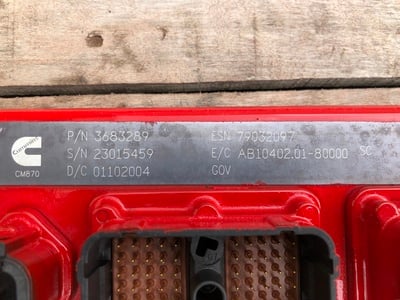 P/N 3683289 ESN 79032097
Cummins S/N 23015459 E/C AB10402.01-80000 SC
CM870 D/C 01102004 GOV